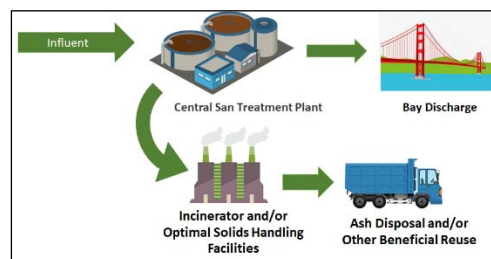 Influent
Central San Treatment Plant
Bay Discharge
Incinerator and/or
Optimal Solids Handling
Facilities
Ash Disposal and/or
Other Beneficial Reuse